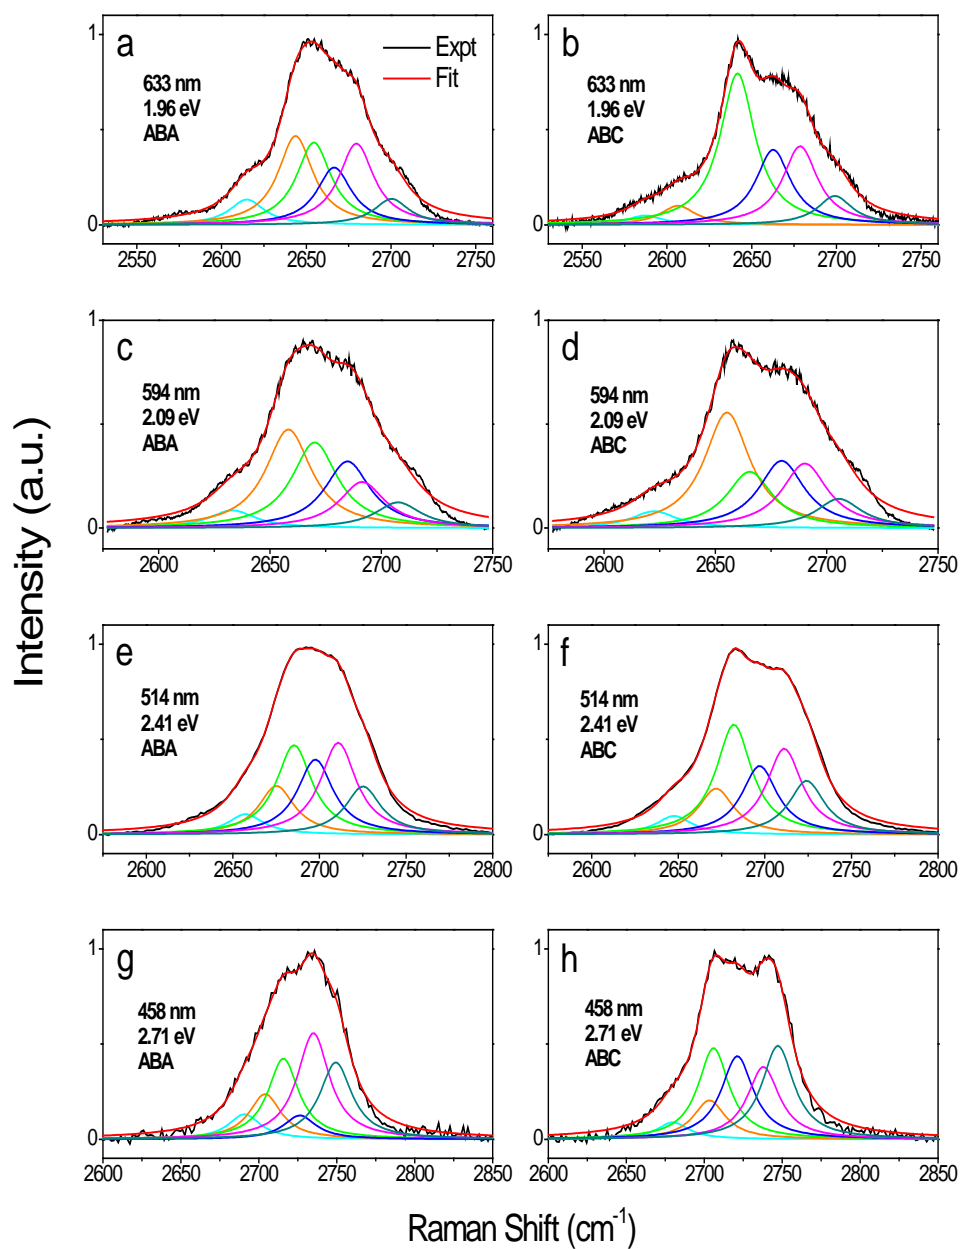 a
633 nm
1.96 eV
ABA
Expt
Fit
1
0
2550 2600 2650 2700 2750
b
633 nm
1.96 eV
ABC
1
0
2550 2600 2650 2700 2750
c
594 nm
2.09 eV
ABA
1
0
2600 2650 2700 2750
d
594 nm
2.09 eV
ABC
1
0
2600 2650 2700 2750
e
514 nm
2.41 eV
ABA
1
0
2600 2650 2700 2750 2800
f
514 nm
2.41 eV
ABC
1
0
2600 2650 2700 2750 2800
g
458 nm
2.71 eV
ABA
1
0
2600 2650 2700 2750 2800 2850
h
458 nm
2.71 eV
ABC
1
0
2600 2650 2700 2750 2800 2850
Intensity (a.u.)
Raman Shift (cm⁻¹)